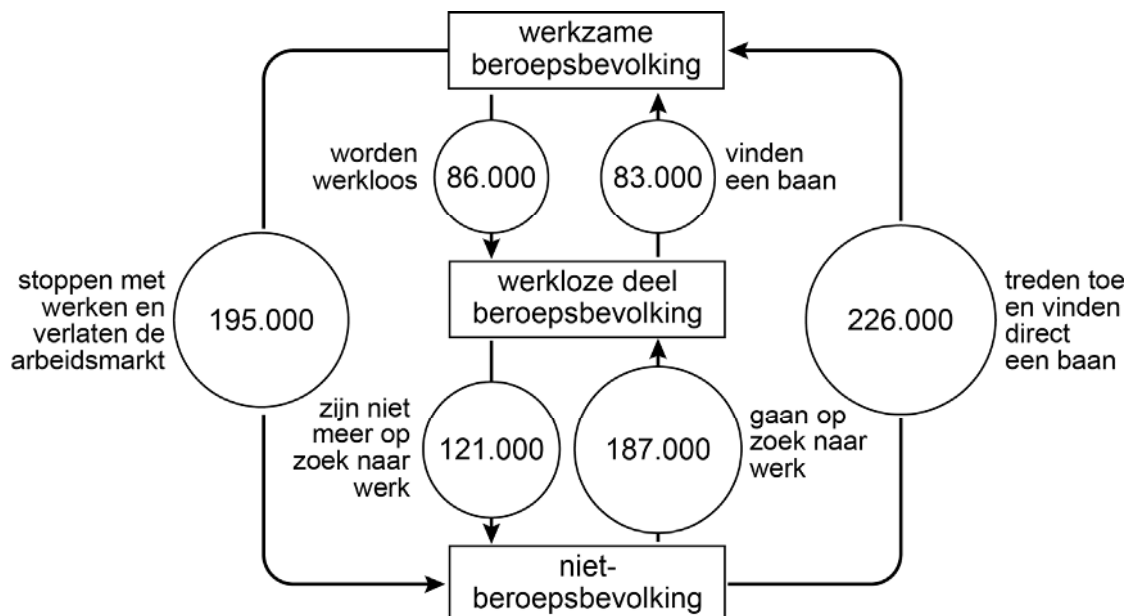 werkzame
beroepsbevolking
worden
werkloos
86.000
83.000
vinden
een baan
stoppen met
werken en
verlaten de
arbeidsmarkt
195.000
werkloze deel
beroepsbevolking
226.000
treden toe
en vinden
direct
een baan
zijn niet
meer op
zoek naar
werk
121.000
187.000
gaan op
zoek naar
werk
niet-
beroepsbevolking